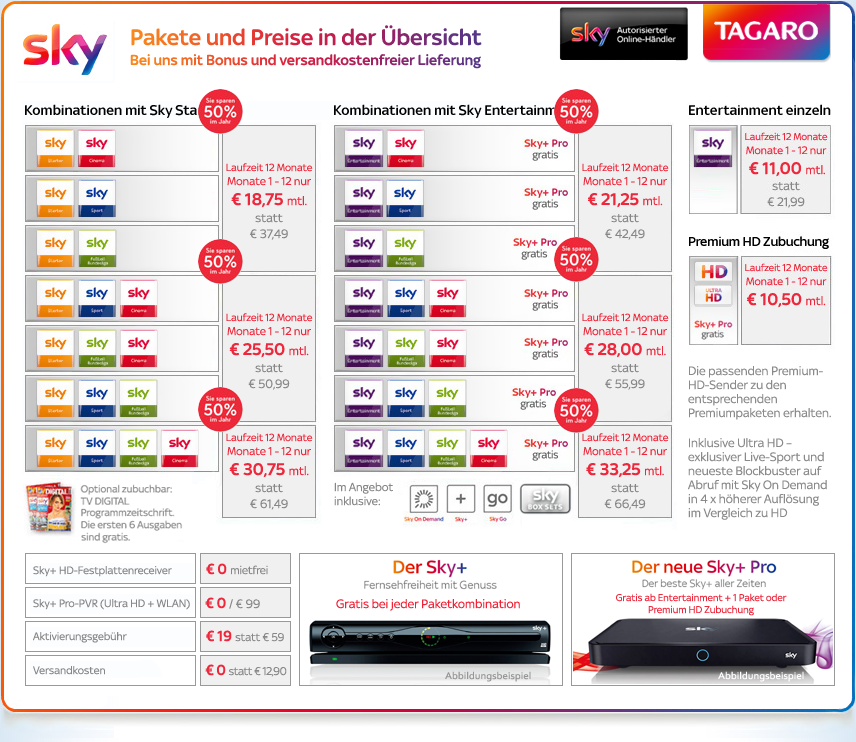 sky
Pakete und Preise in der Übersicht
Bei uns mit Bonus und versandkostenfreier Lieferung
sky
Autorisierter
Online-Händler
TAGARO
Kombinationen mit Sky Sta
Sie sparen
50%
im Jahr
sky
Starter
sky
Cinema
sky
Starter
sky
Sport
sky
Starter
sky
Fußball
Bundesliga
Laufzeit 12 Monate
Monate 1 - 12 nur
€ 18,75 mtl.
statt
€ 37,49
Sie sparen
50%
im Jahr
sky
Starter
sky
Sport
sky
Cinema
sky
Starter
sky
Fußball
Bundesliga
sky
Cinema
sky
Starter
sky
Sport
sky
Fußball
Bundesliga
Laufzeit 12 Monate
Monate 1 - 12 nur
€ 25,50 mtl.
statt
€ 50,99
Sie sparen
50%
im Jahr
sky
Starter
sky
Sport
sky
Fußball
Bundesliga
sky
Cinema
Laufzeit 12 Monate
Monate 1 - 12 nur
€ 30,75 mtl.
statt
€ 61,49
TV DIGITAL
Optional zubuchbar:
TV DIGITAL
Programmzeitschrift.
Die ersten 6 Ausgaben
sind gratis.
Kombinationen mit Sky Entertainm
Sie sparen
50%
im Jahr
sky
Entertainment
sky
Cinema
Sky+ Pro
gratis
sky
Entertainment
sky
Sport
Sky+ Pro
gratis
sky
Entertainment
sky
Fußball
Bundesliga
Sky+ Pro
gratis
Laufzeit 12 Monate
Monate 1 - 12 nur
€ 21,25 mtl.
statt
€ 42,49
Sie sparen
50%
im Jahr
sky
Entertainment
sky
Sport
sky
Cinema
Sky+ Pro
gratis
sky
Entertainment
sky
Fußball
Bundesliga
sky
Cinema
Sky+ Pro
gratis
sky
Entertainment
sky
Sport
sky
Fußball
Bundesliga
Sky+ Pro
gratis
Laufzeit 12 Monate
Monate 1 - 12 nur
€ 28,00 mtl.
statt
€ 55,99
Sie sparen
50%
im Jahr
sky
Entertainment
sky
Sport
sky
Fußball
Bundesliga
sky
Cinema
Sky+ Pro
gratis
Laufzeit 12 Monate
Monate 1 - 12 nur
€ 33,25 mtl.
statt
€ 66,49
Im Angebot
inklusive:
Sky On Demand
+
Sky+
go
Sky Go
sky
BOX SETS
Entertainment einzeln
sky
Entertainment
Laufzeit 12 Monate
Monate 1 - 12 nur
€ 11,00 mtl.
statt
€ 21,99
Premium HD Zubuchung
HD
ULTRA
HD
Sky+ Pro
gratis
Laufzeit 12 Monate
Monate 1 - 12 nur
€ 10,50 mtl.
Die passenden Premium-
HD-Sender zu den
entsprechenden
Premiumpaketen erhalten.
Inklusive Ultra HD –
exklusiver Live-Sport und
neueste Blockbuster auf
Abruf mit Sky On Demand
in 4 x höherer Auflösung
im Vergleich zu HD
Sky+ HD-Festplattenreceiver
€ 0 mietfrei
Sky+ Pro-PVR (Ultra HD + WLAN)
€ 0 / € 99
Aktivierungsgebühr
€ 19 statt € 59
Versandkosten
€ 0 statt € 12,90
Der Sky+
Fernsehfreiheit mit Genuss
Gratis bei jeder Paketkombination
sky+
Abbildungsbeispiel
Der neue Sky+ Pro
Der beste Sky+ aller Zeiten
Gratis ab Entertainment + 1 Paket oder
Premium HD Zubuchung
sky
sky
Abbildungsbeispiel